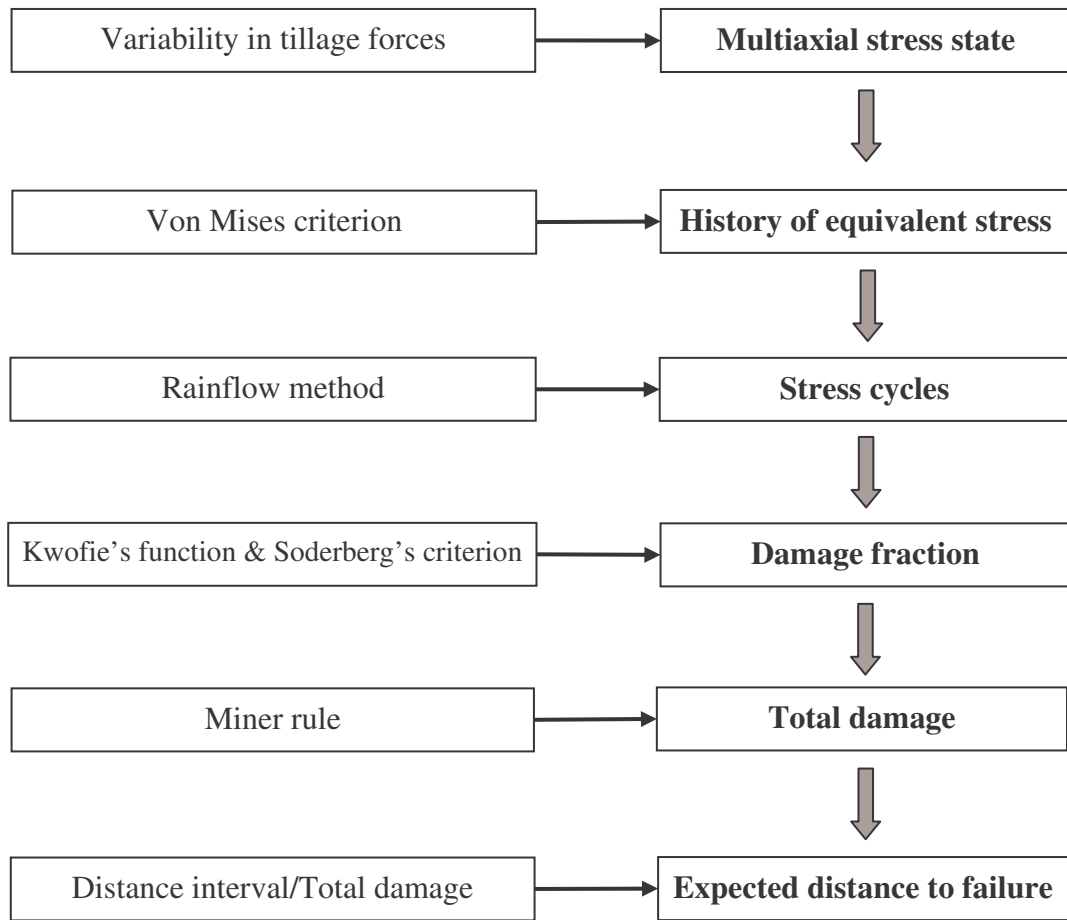 Variability in tillage forces
Multiaxial stress state
Von Mises criterion
History of equivalent stress
Rainflow method
Stress cycles
Kwofie’s function & Soderberg’s criterion
Damage fraction
Miner rule
Total damage
Distance interval/Total damage
Expected distance to failure